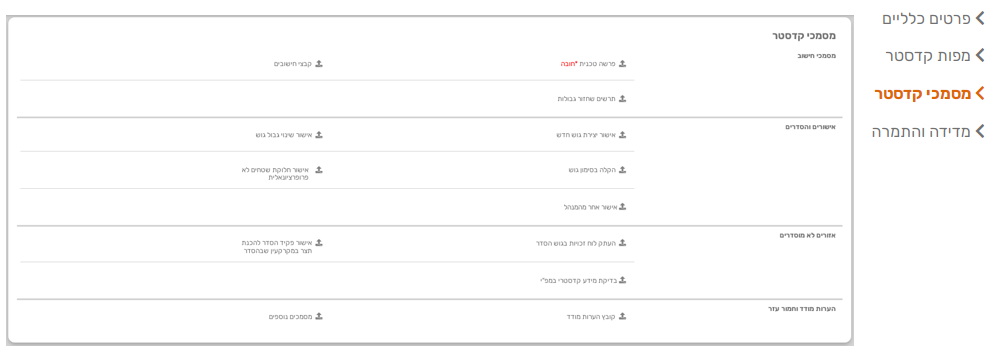 פרטים כלליים
מפות קדסטר
מסמכי קדסטר
מדידה והתמרה
מסמכי קדסטר
מסמכי חישוב
פרשה טכנית *חובה
קבצי חישובים
תרשים שחזור גבולות
אישורים והסדרים
אישור יצירת גוש חדש
אישור שינוי גבול גוש
הקלה בסימון גוש
אישור חלוקת שטחים לא
פרופרציונאלית
אישור אחר מהמנהל
אזורים לא מוסדרים
העתק לוח זכויות בגוש הסדר
אישור פקיד הסדר להכנת
תצר במקרקעין שבהסדר
בדיקת מידע קדסטרי במפ"י
הערות מודד וחמור עזר
קובץ הערות מודד
מסמכים נוספים